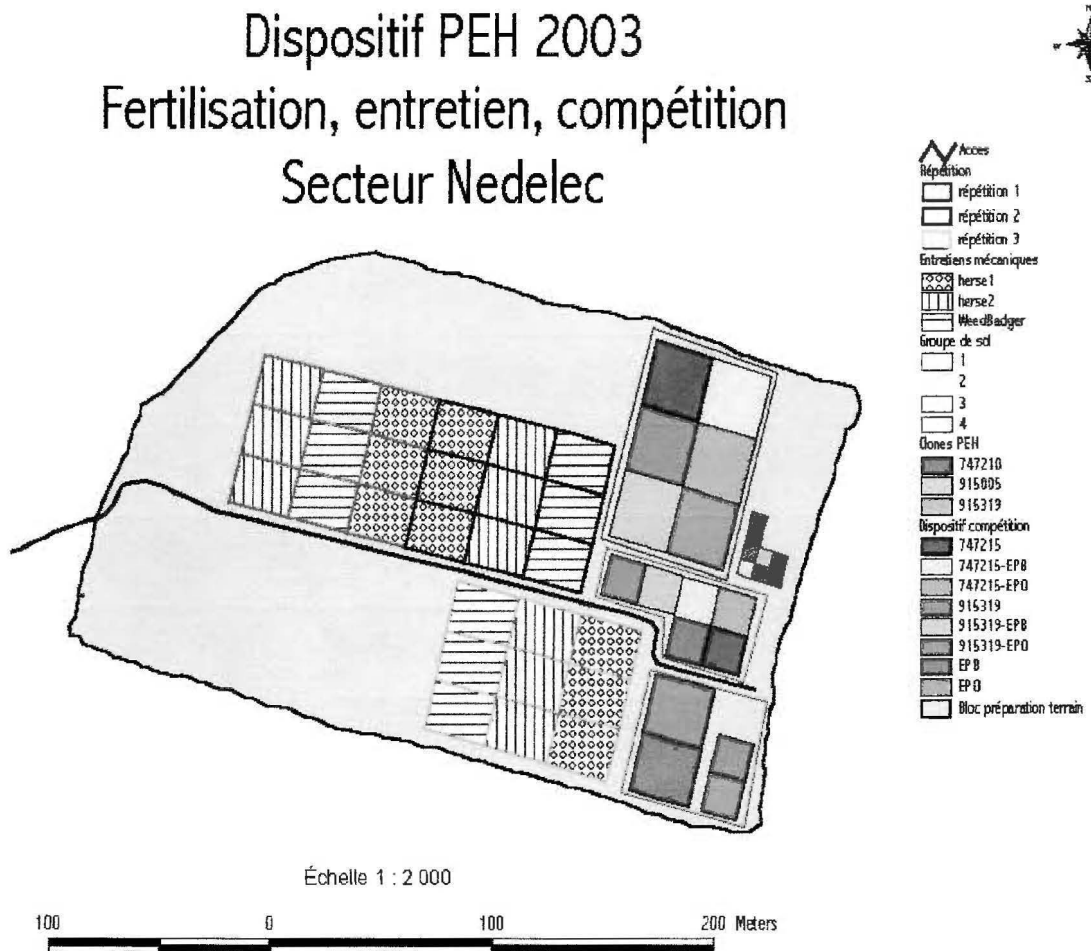 Dispositif PEH 2003
Fertilisation, entretien, compétition
Secteur Nedelec
N
W
S
Acces
Répétition
répétition 1
répétition 2
répétition 3
Entretiens mécaniques
herse1
herse2
WeedBadger
Groupe de sol
1
2
3
4
Clones PEH
747210
915005
915319
Dispositif compétition
747215
747215-EPB
747215-EPO
915319
915319-EPB
915319-EPO
EPB
EPO
Bloc préparation terrain
Échelle 1 : 2 000
100 0 100 200 Meters